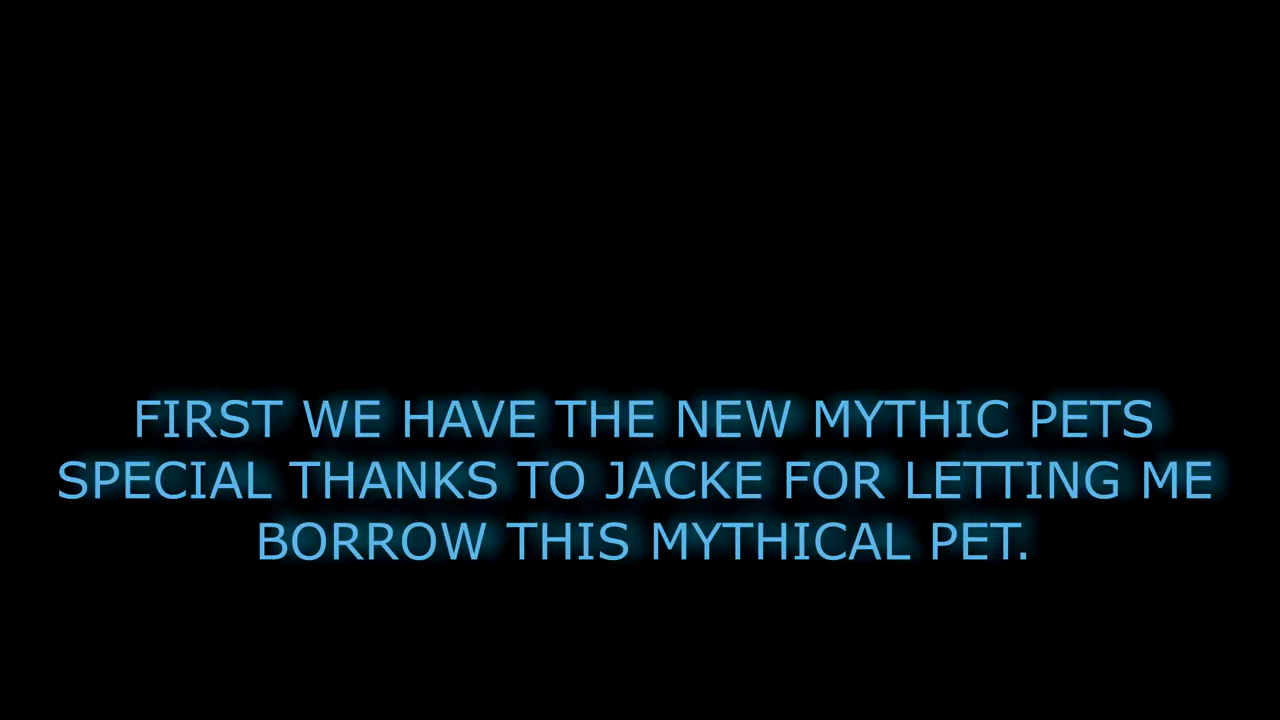 FIRST WE HAVE THE NEW MYTHIC PETS
SPECIAL THANKS TO JACKE FOR LETTING ME
BORROW THIS MYTHICAL PET.